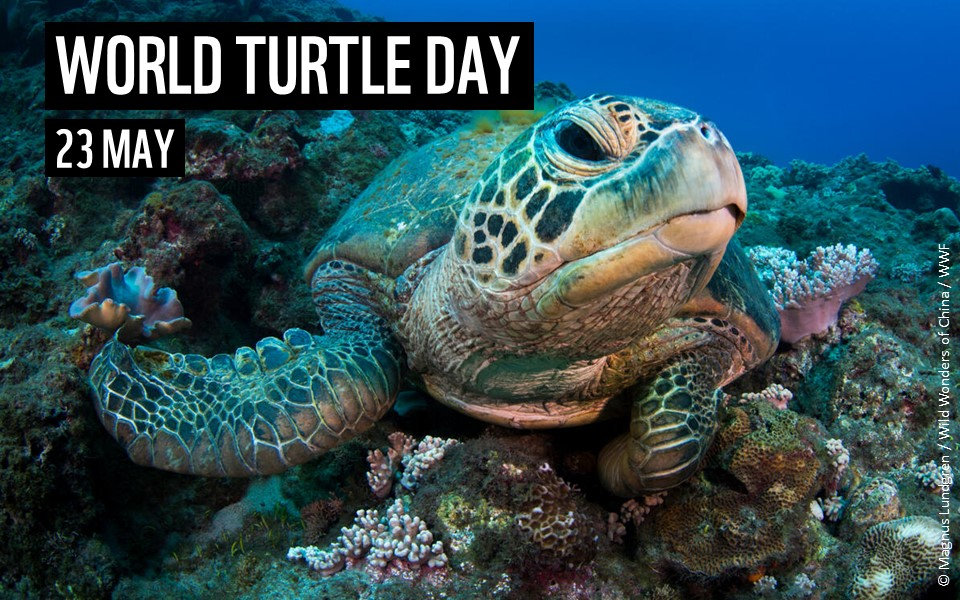 WORLD TURTLE DAY
23 MAY
© Magnus Lundgren / Wild Wonders of China / WWF